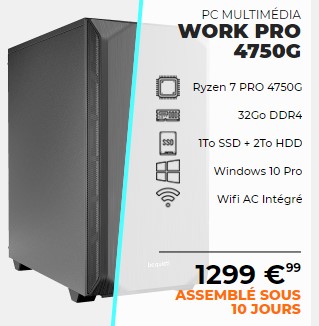 PC MULTIMÉDIA
WORK PRO
4750G
Ryzen 7 PRO 4750G
32Go DDR4
SSD
1To SSD + 2To HDD
Windows 10 Pro
Wifi AC Intégré
1299 €99
ASSEMBLÉ SOUS
10 JOURS